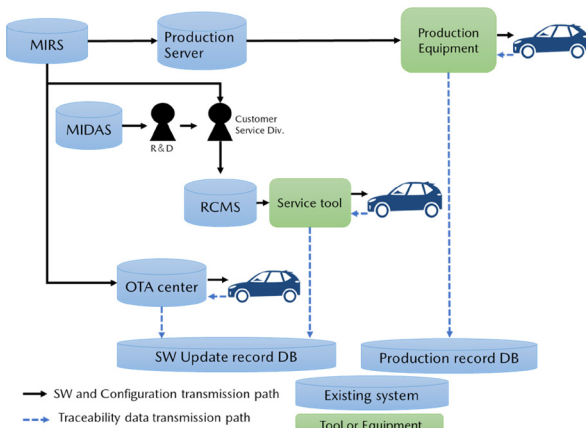 MIRS
Production
Server
Production
Equipment
MIDAS
R&D
Customer
Service Div.
RCMS
Service tool
OTA center
SW Update record DB
Production record DB
SW and Configuration transmission path
Existing system
Traceability data transmission path
Tool or Equipment